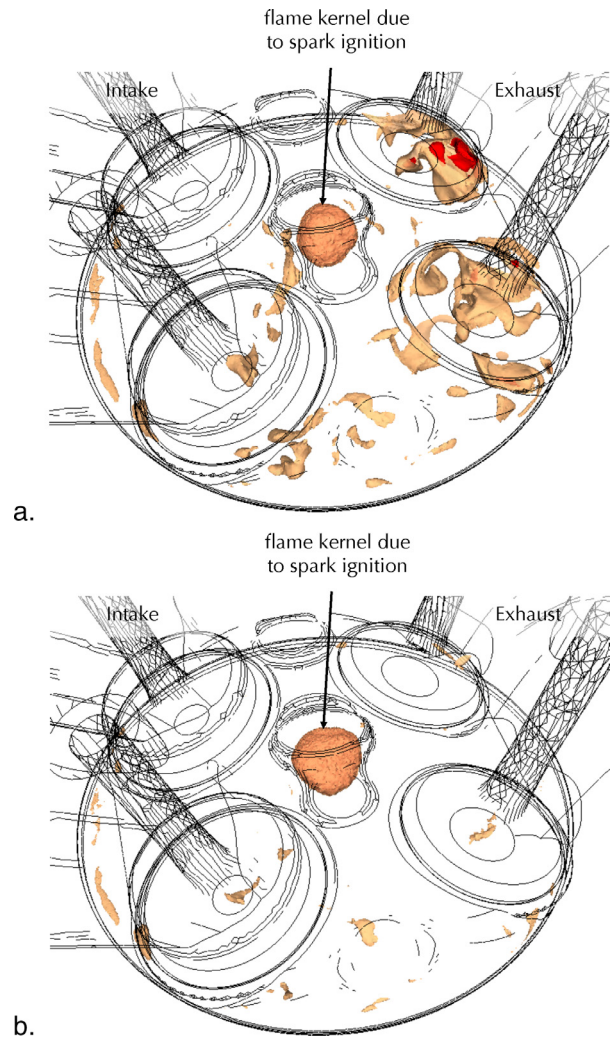 flame kernel due
to spark ignition
Intake
Exhaust
a.
flame kernel due
to spark ignition
Intake
Exhaust
b.